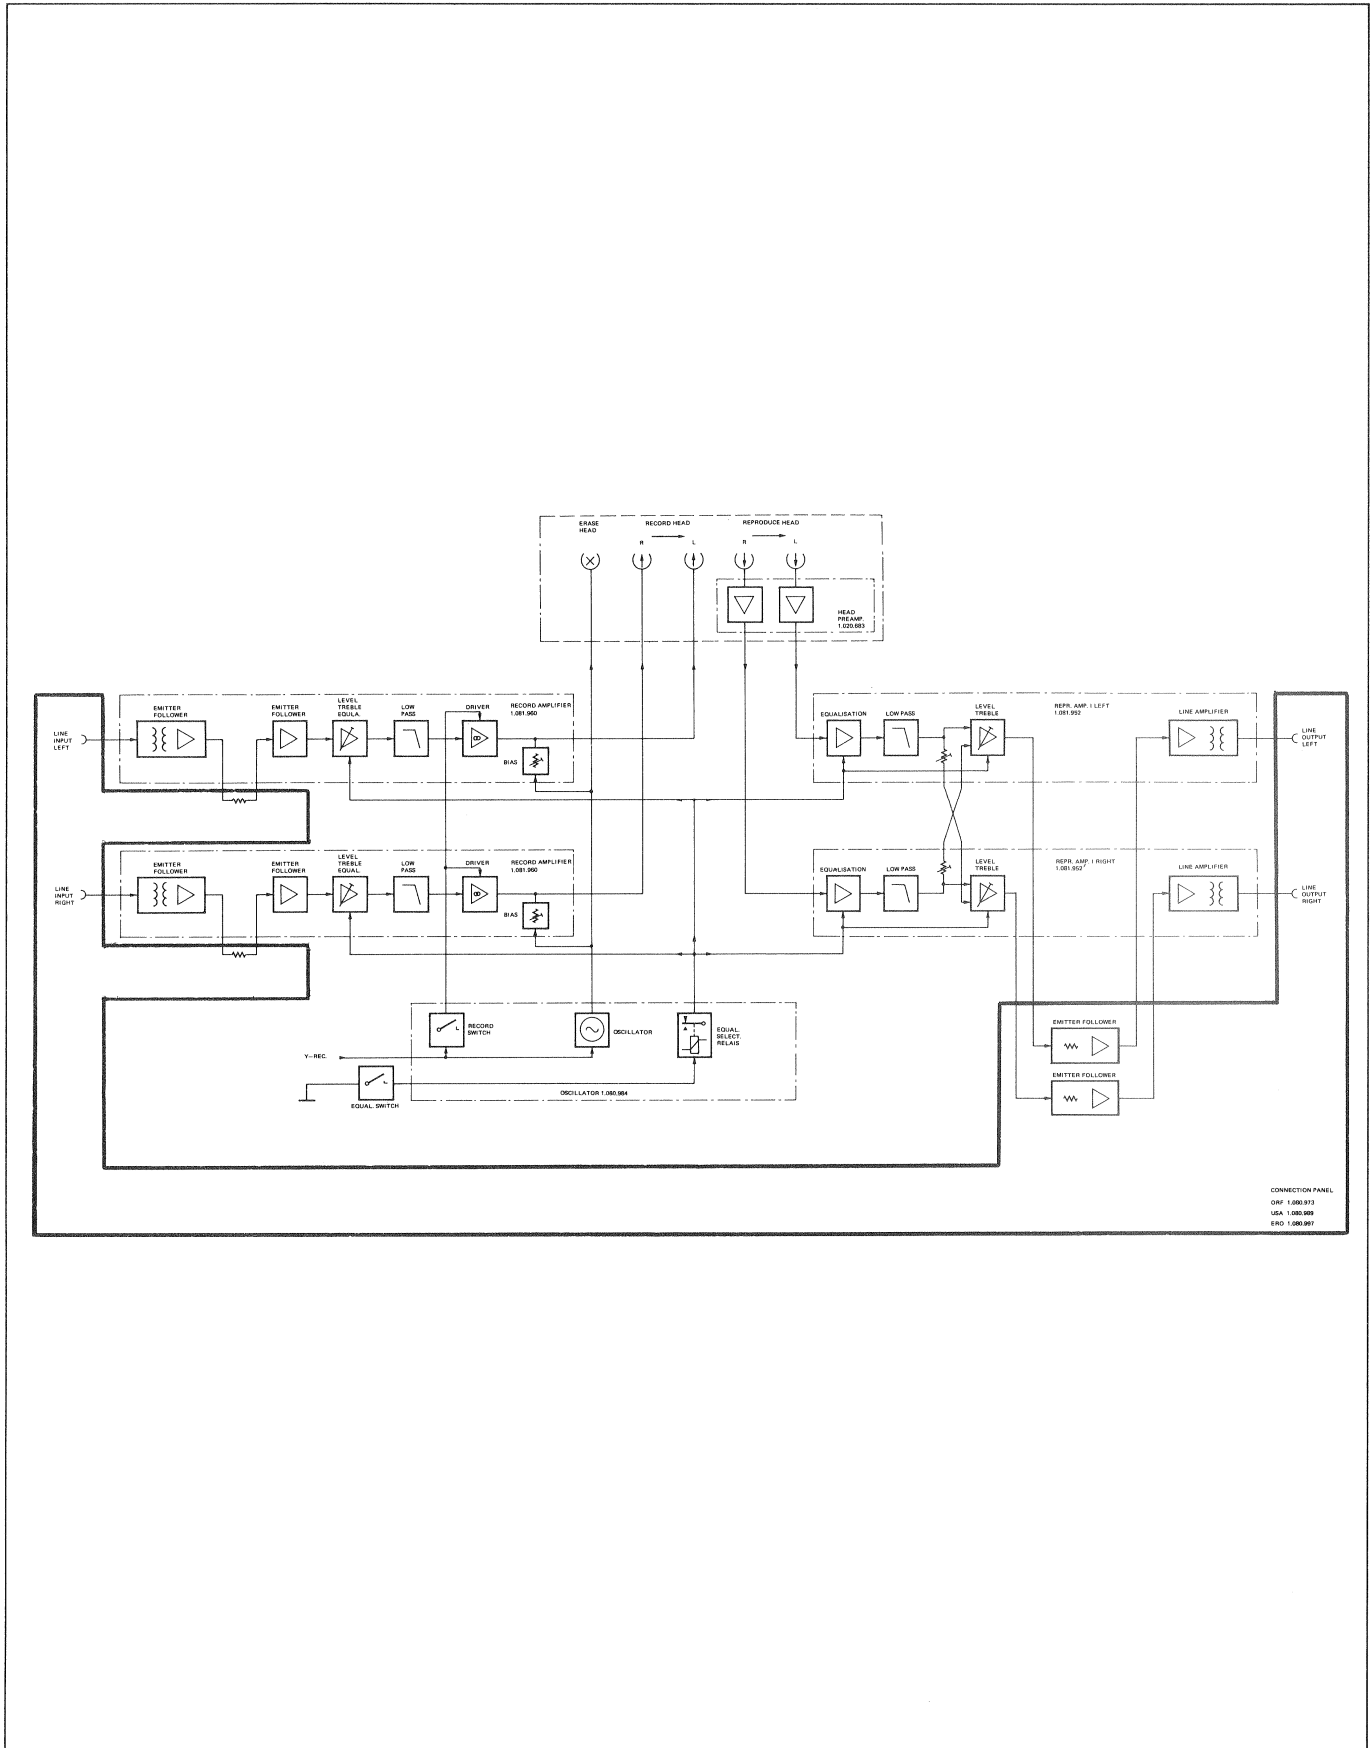 ERASE
HEAD
RECORD HEAD
REPRODUCE HEAD
R
L
R
L
HEAD
PREAMP.
1.020.683
LINE
INPUT
LEFT
EMITTER
FOLLOWER
EMITTER
FOLLOWER
LEVEL
TREBLE
EQULA.
LOW
PASS
DRIVER
RECORD AMPLIFIER
1.081.960
BIAS
EQUALISATION
LOW PASS
LEVEL
TREBLE
REPR. AMP. I LEFT
1.081.952
LINE AMPLIFIER
LINE
OUTPUT
LEFT
LINE
INPUT
RIGHT
EMITTER
FOLLOWER
EMITTER
FOLLOWER
LEVEL
TREBLE
EQUAL.
LOW
PASS
DRIVER
RECORD AMPLIFIER
1.081.960
BIAS
EQUALISATION
LOW PASS
LEVEL
TREBLE
REPR. AMP. I RIGHT
1.081.952
LINE AMPLIFIER
LINE
OUTPUT
RIGHT
L
RECORD
SWITCH
OSCILLATOR
EQUAL.
SELECT.
RELAIS
Y-REC.
L
EQUAL. SWITCH
OSCILLATOR 1.080.984
EMITTER FOLLOWER
EMITTER FOLLOWER
CONNECTION PANEL
ORF 1.080.973
USA 1.080.989
ERO 1.080.997